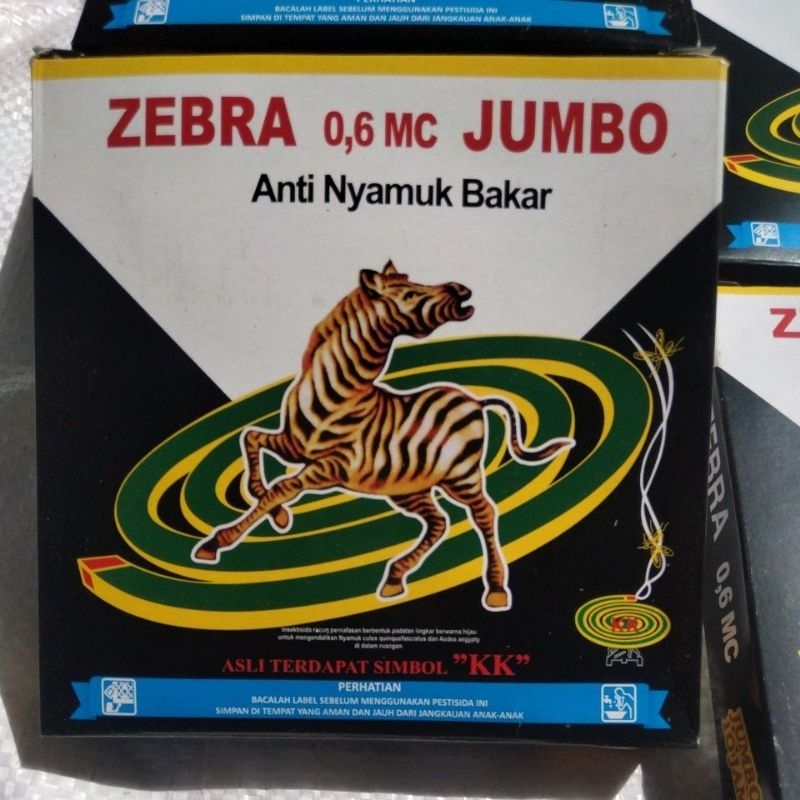 PERHATIAN
BACALAH LABEL SEBELUM MENGGUNAKAN PESTISIDA INI
SIMPAN DI TEMPAT YANG AMAN DAN JAUH DARI JANGKAUAN ANAK-ANAK
ZEBRA 0,6 MC JUMBO
Anti Nyamuk Bakar
Insektisida racun pernafasan berbentuk padatan lingkar berwarna hijau
untuk mengendalikan Nyamuk culex quinquefasciatus dan Aedes aegypty
di dalam ruangan.
KK
ASLI TERDAPAT SIMBOL "KK"
PERHATIAN
BACALAH LABEL SEBELUM MENGGUNAKAN PESTISIDA INI
SIMPAN DI TEMPAT YANG AMAN DAN JAUH DARI JANGKAUAN ANAK-ANAK
Z
ZEBRA 0,6 MC
JUMBO